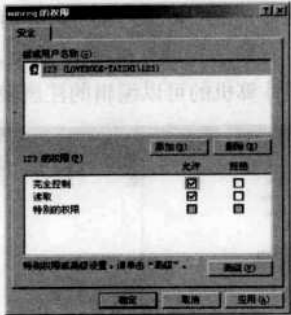 winreg 的权限
安全
组或用户名称(G)
123 (LOVEBOOK-TAISHI\123)
添加(D)
删除(R)
123 的权限(P)
允许
拒绝
完全控制
读取
特别的权限
特别权限或高级设置，请单击“高级”。
高级(V)
确定
取消
应用(A)